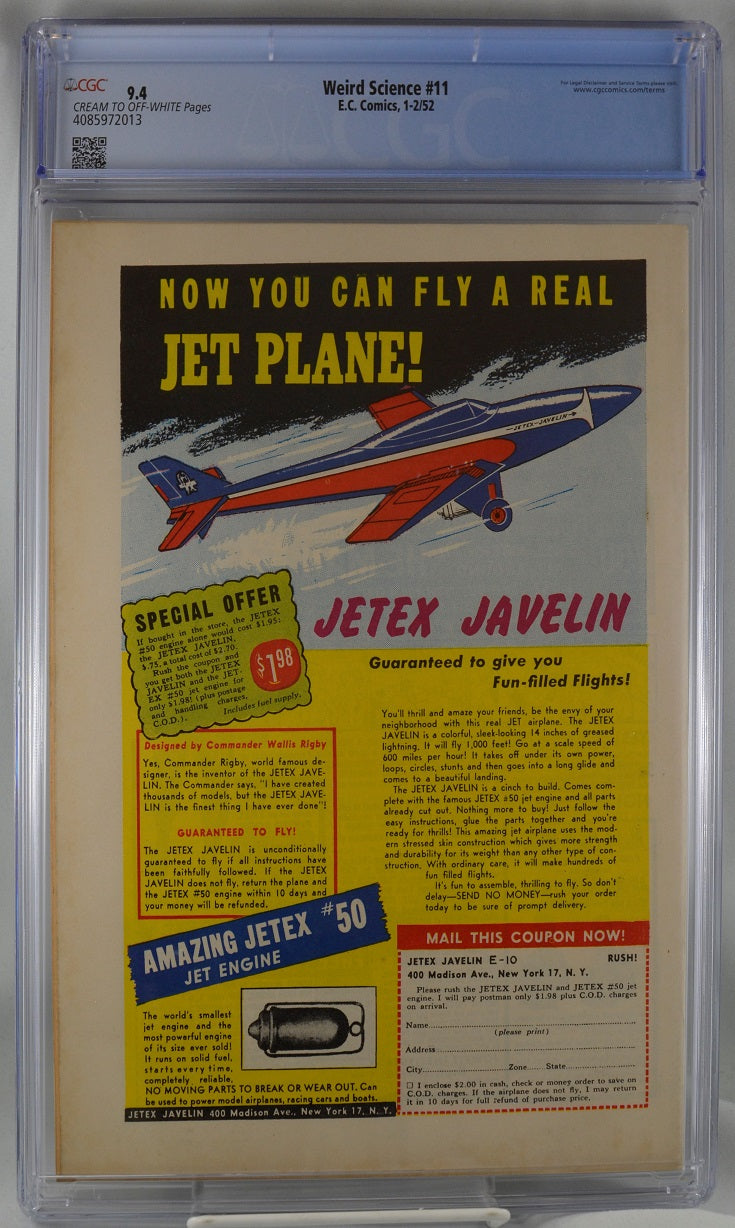 CGC 9.4
CREAM TO OFF-WHITE Pages
4085972013
Weird Science #11
E.C. Comics, 1-2/52
For Legal Disclaimer and Service Terms please visit:
www.cgccomics.com/terms
CGC
NOW YOU CAN FLY A REAL
JET PLANE!
JETEX-JAVELIN
SPECIAL OFFER
If bought in the store, the JETEX
#50 engine alone would cost $1.95;
the JETEX JAVELIN,
$.75, a total cost of $2.70.
Rush the coupon and
you get both the JETEX
JAVELIN and the JET-
EX #50 jet engine for
only $1.98! (plus postage
and handling charges,
C.O.D.). Includes fuel supply.
$1.98
JETEX JAVELIN
Guaranteed to give you
Fun-filled Flights!
Designed by Commander Wallis Rigby
Yes, Commander Rigby, world famous de-
signer, is the inventor of the JETEX JAVE-
LIN. The Commander says, "I have created
thousands of models, but the JETEX JAVE-
LIN is the finest thing I have ever done"!
GUARANTEED TO FLY!
The JETEX JAVELIN is unconditionally
guaranteed to fly if all instructions have
been faithfully followed. If the JETEX
JAVELIN does not fly, return the plane and
the JETEX #50 engine within 10 days and
your money will be refunded.
You'll thrill and amaze your friends, be the envy of your
neighborhood with this real JET airplane. The JETEX
JAVELIN is a colorful, sleek-looking 14 inches of greased
lightning. It will fly 1,000 feet! Go at a scale speed of
600 miles per hour! It takes off under its own power,
loops, circles, stunts and then goes into a long glide and
comes to a beautiful landing.
The JETEX JAVELIN is a cinch to build. Comes com-
plete with the famous JETEX #50 jet engine and all parts
already cut out. Nothing more to buy! Just follow the
easy instructions, glue the parts together and you're
ready for thrills! This amazing jet airplane uses the mod-
ern stressed skin construction which gives more strength
and durability for its weight than any other type of con-
struction. With ordinary care, it will make hundreds of
fun filled flights.
It's fun to assemble, thrilling to fly. So don't
delay—SEND NO MONEY—rush your order
today to be sure of prompt delivery.
AMAZING JETEX #50
JET ENGINE
The world's smallest
jet engine and the
most powerful engine
of its size ever sold!
It runs on solid fuel,
starts every time,
completely reliable.
NO MOVING PARTS TO BREAK OR WEAR OUT. Can
be used to power model airplanes, racing cars and boats.
JETEX JAVELIN 400 Madison Ave., New York 17, N. Y.
MAIL THIS COUPON NOW!
JETEX JAVELIN E-10 RUSH!
400 Madison Ave., New York 17, N. Y.
Please rush the JETEX JAVELIN and JETEX #50 jet
engine. I will pay postman only $1.98 plus C.O.D. charges
on arrival.
Name
(please print)
Address
City Zone State
☐ I enclose $2.00 in cash, check or money order to save on
C.O.D. charges. If the airplane does not fly, I may return
it in 10 days for full refund of purchase price.